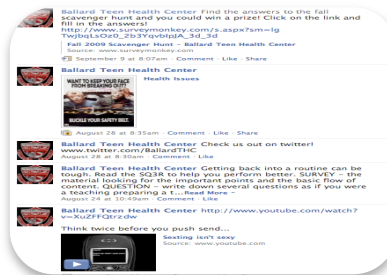 Ballard Teen Health Center Find the answers to the fall
scavenger hunt and you could win a prize! Click on the link and
fill in the answers!
http://www.surveymonkey.com/s.aspx?sm=lg
TwJbqLsOz0_2b3YqvbIpJA_3d_3d
Fall 2009 Scavenger Hunt - Ballard Teen Health Center
Source: www.surveymonkey.com
September 9 at 8:07am · Comment · Like · Share
Ballard Teen Health Center
Health Issues
WANT TO KEEP YOUR FACE
FROM BREAKING OUT?
BUCKLE YOUR SAFETY BELT.
August 28 at 8:35am · Comment · Like · Share
Ballard Teen Health Center Check us out on twitter!
www.twitter.com/BallardTHC
August 28 at 8:30am · Comment · Like
Ballard Teen Health Center Getting back into a routine can be
tough. Read the SQ3R to help you perform better. SURVEY - the
material looking for the important points and the basic flow of
content. QUESTION - write down several questions as if you were
a teaching preparing a t...Read More
August 24 at 10:49am · Comment · Like
Ballard Teen Health Center http://www.youtube.com/watch?
v=XuZFFQtrzdw
Think twice before you push send...
Sexting isn't sexy
Source: www.youtube.com